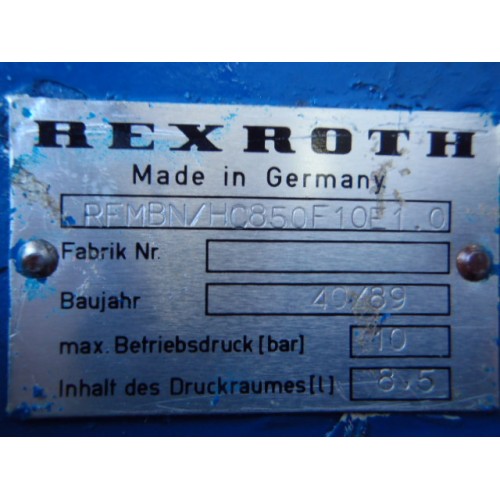 REXROTH
Made in Germany
RFMBN/HC850F10E1.0
Fabrik Nr.
Baujahr 40/89
max. Betriebsdruck [bar] 10
Inhalt des Druckraumes [l] 8.5